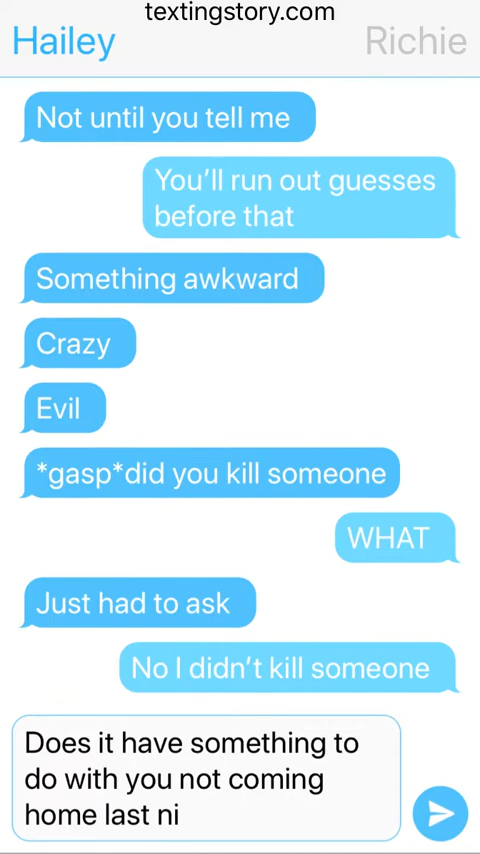 textingstory.com
Hailey
Richie
Not until you tell me
You’ll run out guesses
before that
Something awkward
Crazy
Evil
*gasp*did you kill someone
WHAT
Just had to ask
No I didn’t kill someone
Does it have something to
do with you not coming
home last ni